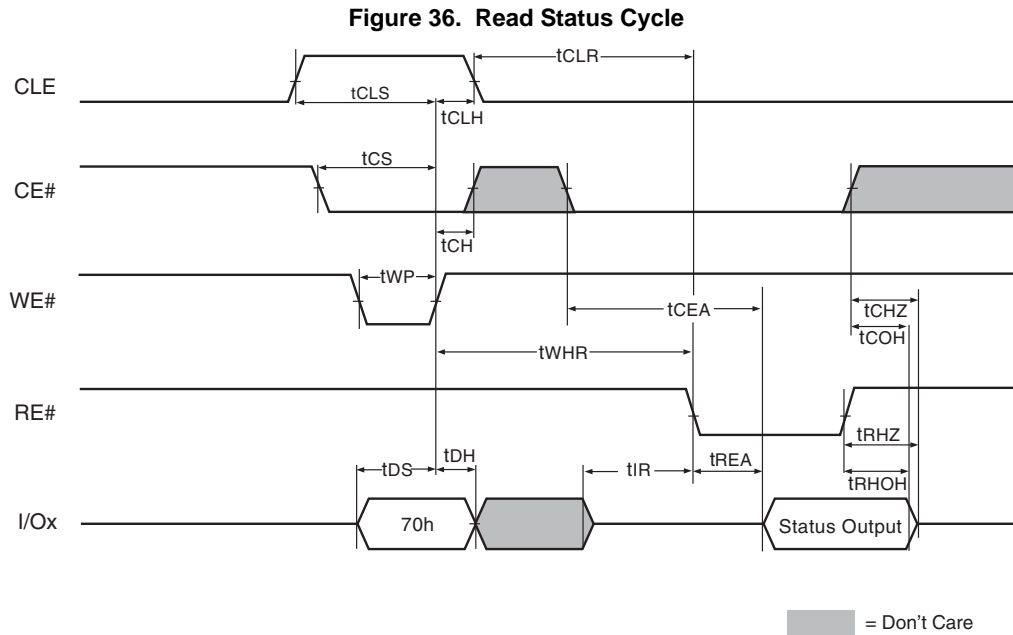 Figure 36. Read Status Cycle
tCLR
CLE
tCLS
tCLH
tCS
CE#
tCH
tWP
WE#
tCEA
tCHZ
tCOH
tWHR
RE#
tRHZ
tDS
tDH
tIR
tREA
tRHOH
I/Ox
70h
Status Output
= Don't Care